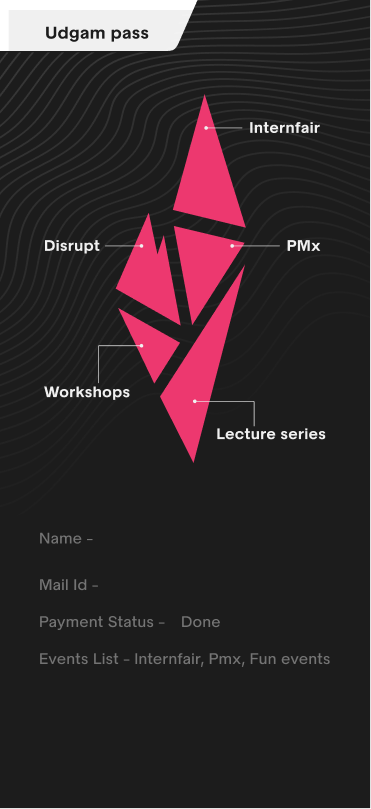 Udgam pass
Internfair
Disrupt
PMx
Workshops
Lecture series
Name -
Mail Id -
Payment Status - Done
Events List - Internfair, Pmx, Fun events